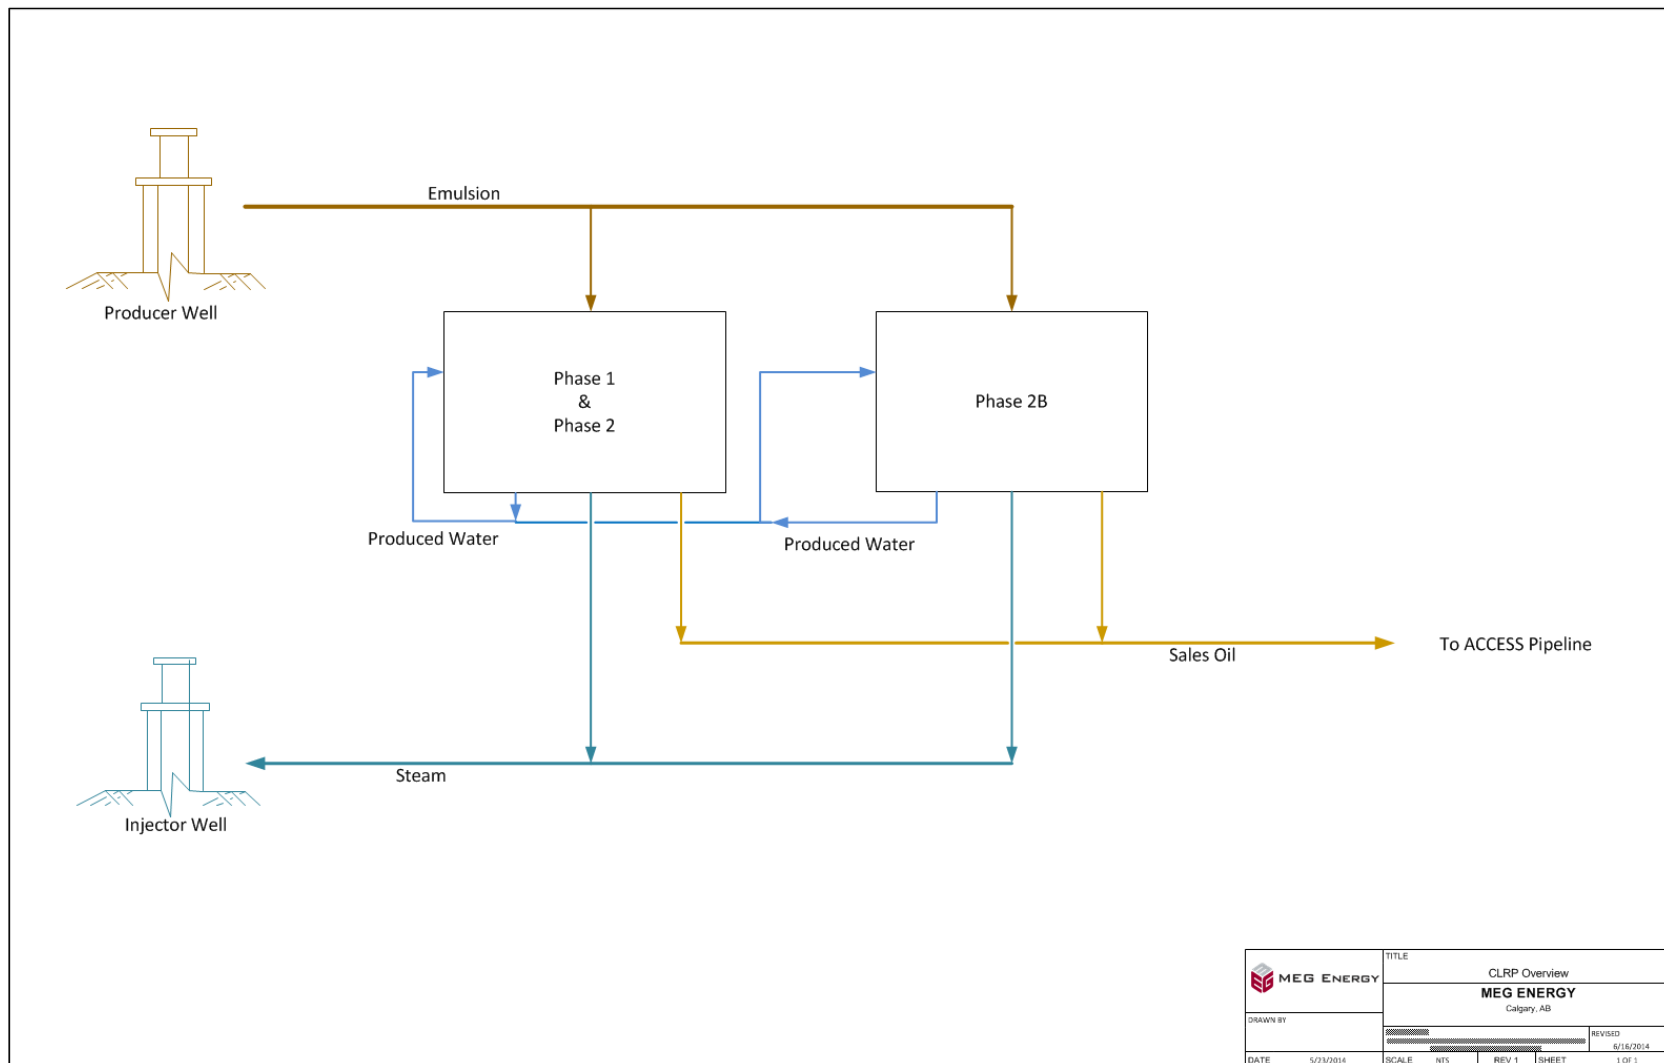 Emulsion
Producer Well
Phase 1
&
Phase 2
Phase 2B
Produced Water
Produced Water
Sales Oil
To ACCESS Pipeline
Steam
Injector Well
MEG ENERGY
TITLE
CLRP Overview
MEG ENERGY
Calgary, AB
DRAWN BY
REVISED
6/16/2014
DATE 5/23/2014 SCALE NTS REV 1 SHEET 1 OF 1